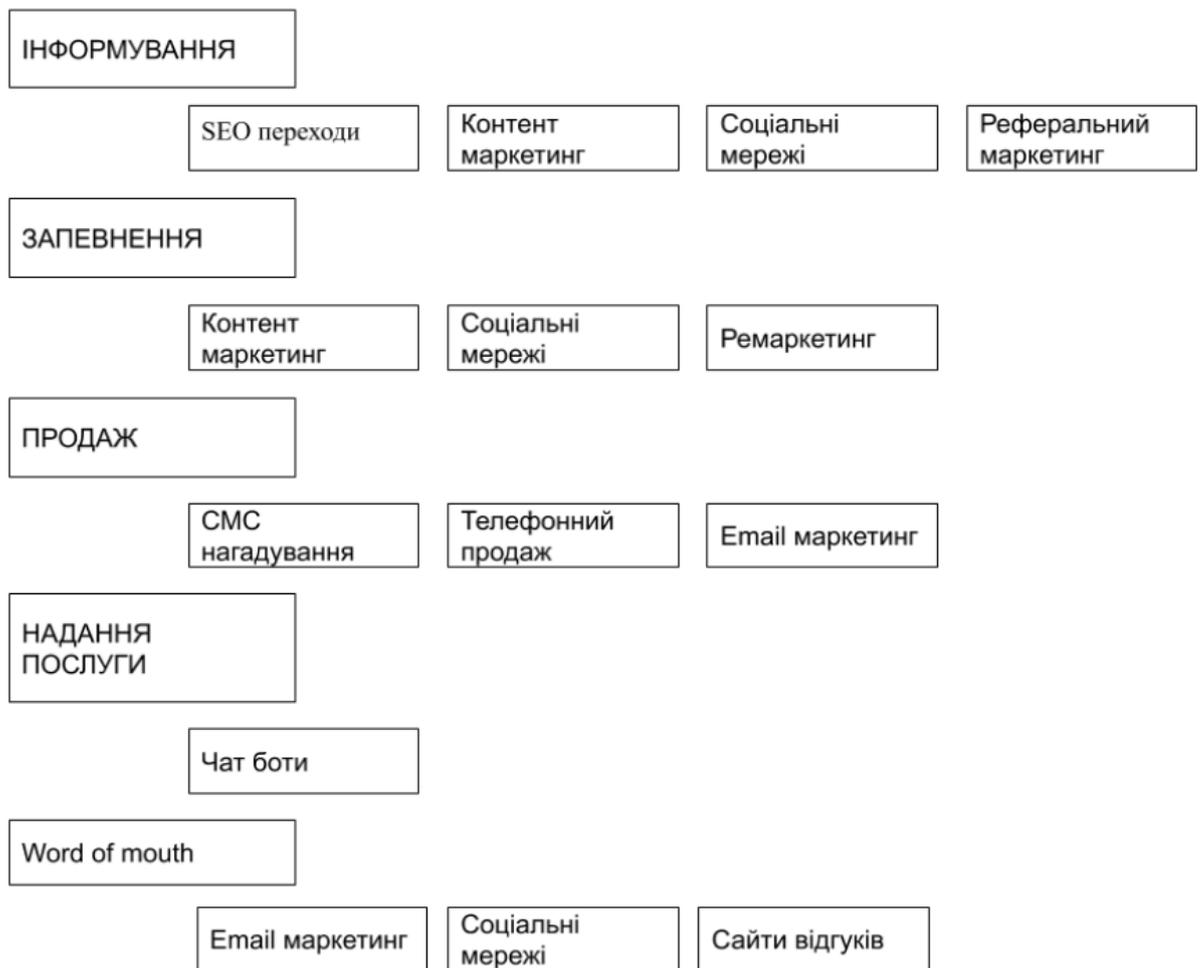 ІНФОРМУВАННЯ
SEO переходи
Контент
маркетинг
Соціальні
мережі
Реферальний
маркетинг
ЗАПЕВНЕННЯ
Контент
маркетинг
Соціальні
мережі
Ремаркетинг
ПРОДАЖ
СМС
нагадування
Телефонний
продаж
Email маркетинг
НАДАННЯ
ПОСЛУГИ
Чат боти
Word of mouth
Email маркетинг
Соціальні
мережі
Сайти відгуків